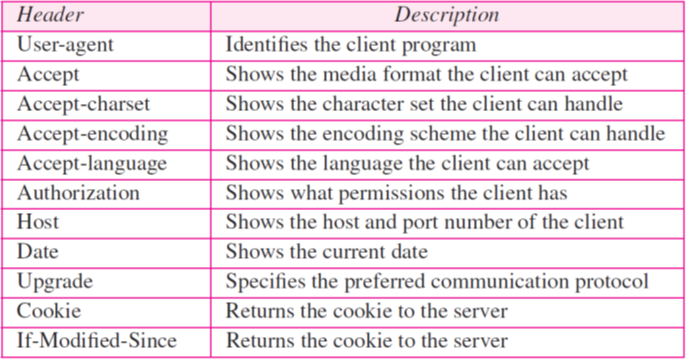 Header Description
User-agent Identifies the client program
Accept Shows the media format the client can accept
Accept-charset Shows the character set the client can handle
Accept-encoding Shows the encoding scheme the client can handle
Accept-language Shows the language the client can accept
Authorization Shows what permissions the client has
Host Shows the host and port number of the client
Date Shows the current date
Upgrade Specifies the preferred communication protocol
Cookie Returns the cookie to the server
If-Modified-Since Returns the cookie to the server